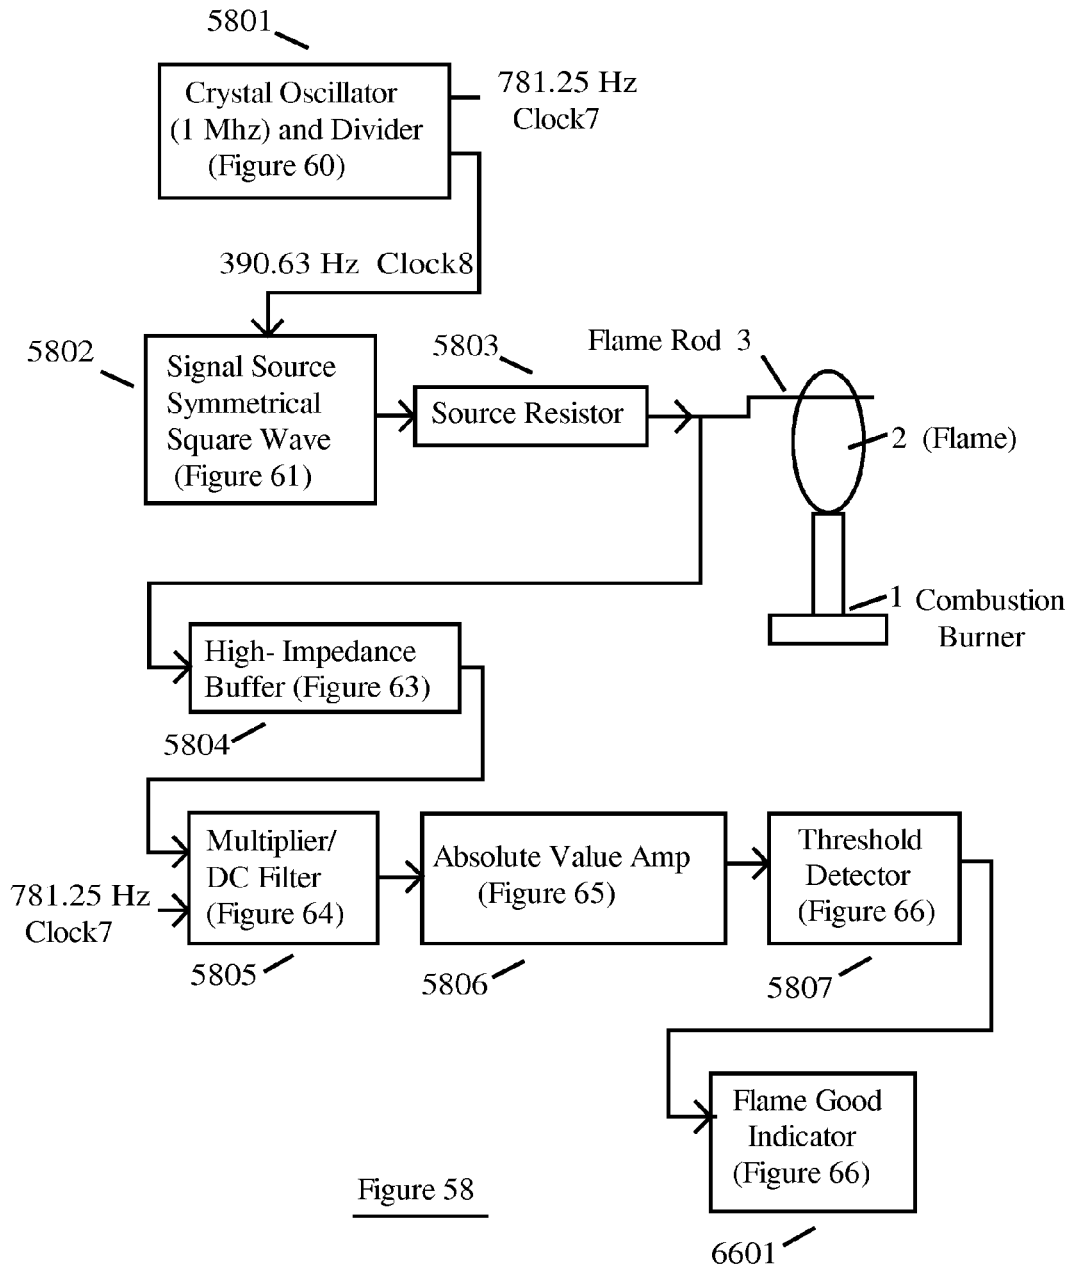 5801
Crystal Oscillator
(1 Mhz) and Divider
(Figure 60)
781.25 Hz
Clock7
390.63 Hz Clock8
5802
Signal Source
Symmetrical
Square Wave
(Figure 61)
5803
Source Resistor
Flame Rod 3
2 (Flame)
1 Combustion
Burner
High- Impedance
Buffer (Figure 63)
5804
Multiplier/
DC Filter
(Figure 64)
781.25 Hz
Clock7
5805
Absolute Value Amp
(Figure 65)
5806
Threshold
Detector
(Figure 66)
5807
Flame Good
Indicator
(Figure 66)
6601
Figure 58